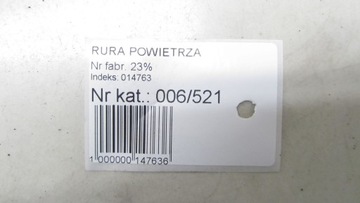 RURA POWIETRZA
Nr fabr. 23%
Indeks: 014763
Nr kat.: 006/521
1 000000 147636